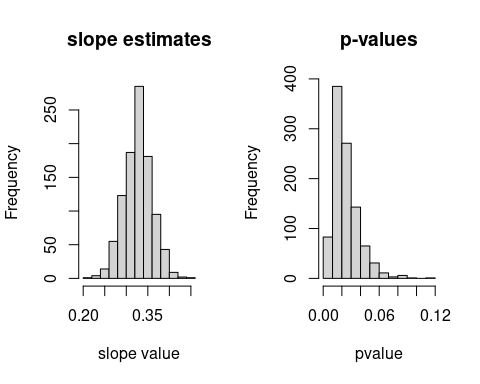 slope estimates
Frequency
250
150
50
0
0.20
0.35
slope value
p-values
Frequency
400
300
200
100
0
0.00
0.06
0.12
pvalue